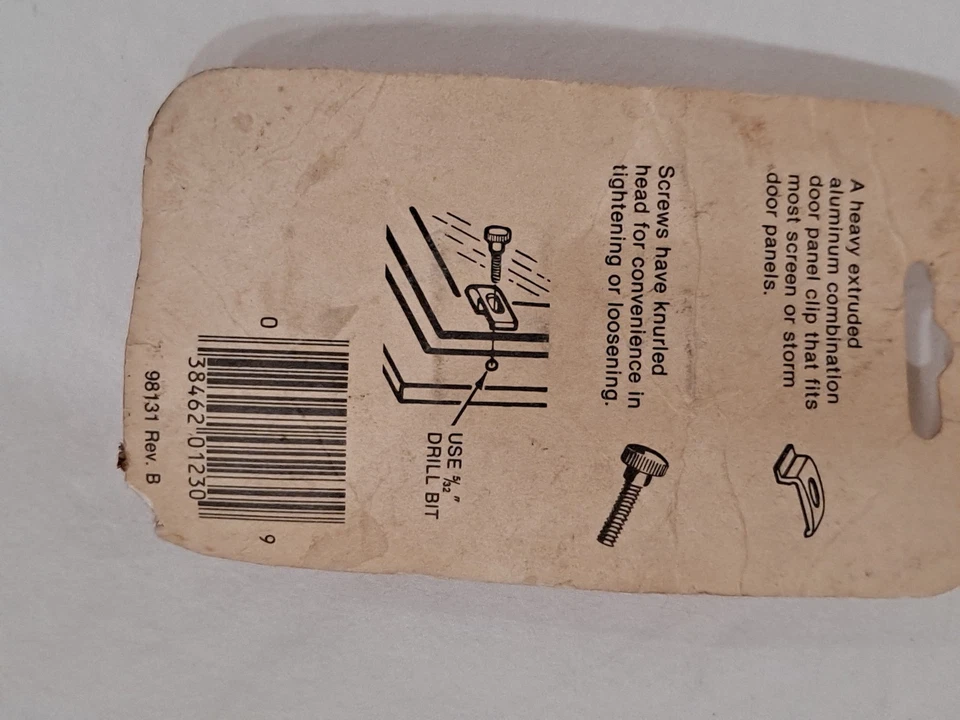 A heavy extruded
aluminum combination
door panel clip that fits
most screen or storm
door panels.
Screws have knurled
head for convenience in
tightening or loosening.
USE 5/32"
DRILL BIT
0 38462 01230 9
98131 Rev. B